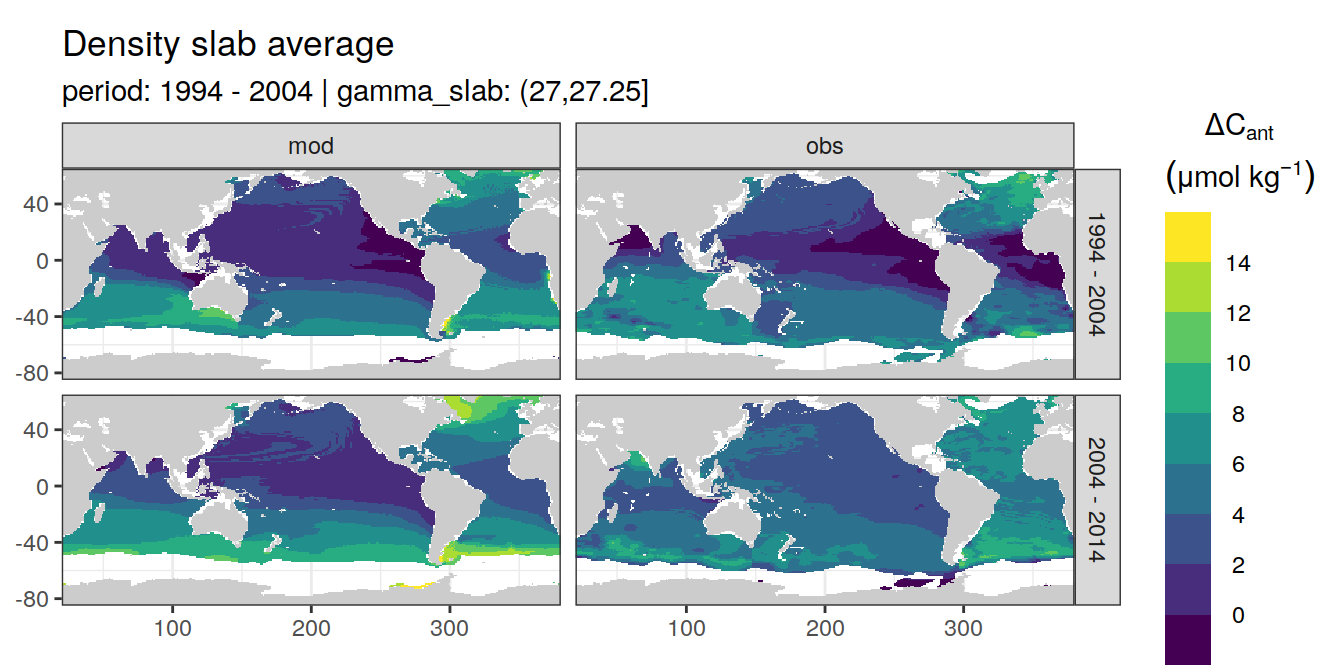 Density slab average
period: 1994 - 2004 | gamma_slab: (27,27.25]
mod
obs
ΔCant
(μmol kg⁻¹)
40
0
-40
-80
1994 - 2004
40
0
-40
-80
2004 - 2014
100
200
300
100
200
300
14
12
10
8
6
4
2
0